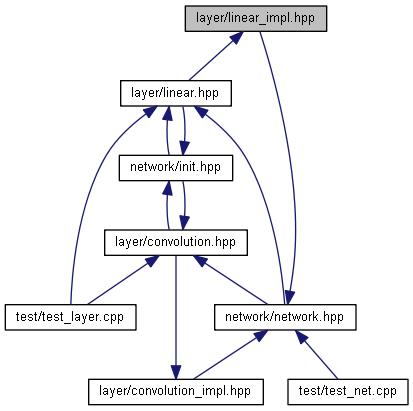 layer/linear_impl.hpp
layer/linear.hpp
network/init.hpp
layer/convolution.hpp
test/test_layer.cpp
network/network.hpp
layer/convolution_impl.hpp
test/test_net.cpp